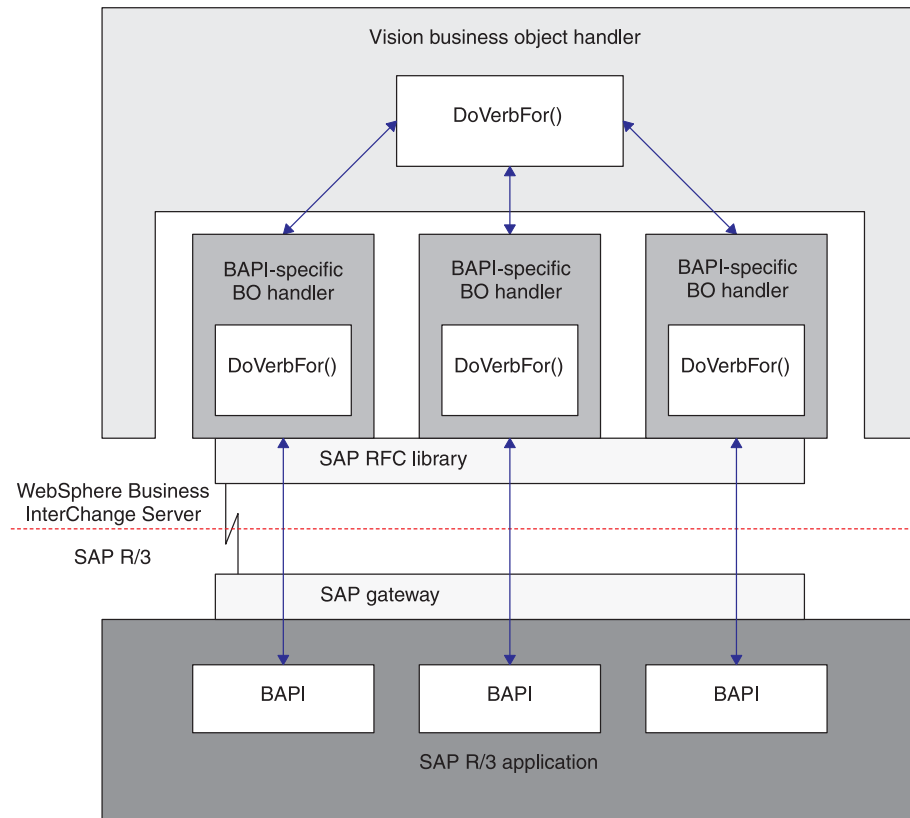 Vision business object handler
DoVerbFor()
BAPI-specific
BO handler
BAPI-specific
BO handler
BAPI-specific
BO handler
DoVerbFor()
DoVerbFor()
DoVerbFor()
SAP RFC library
WebSphere Business
InterChange Server
SAP R/3
SAP gateway
BAPI
BAPI
BAPI
SAP R/3 application